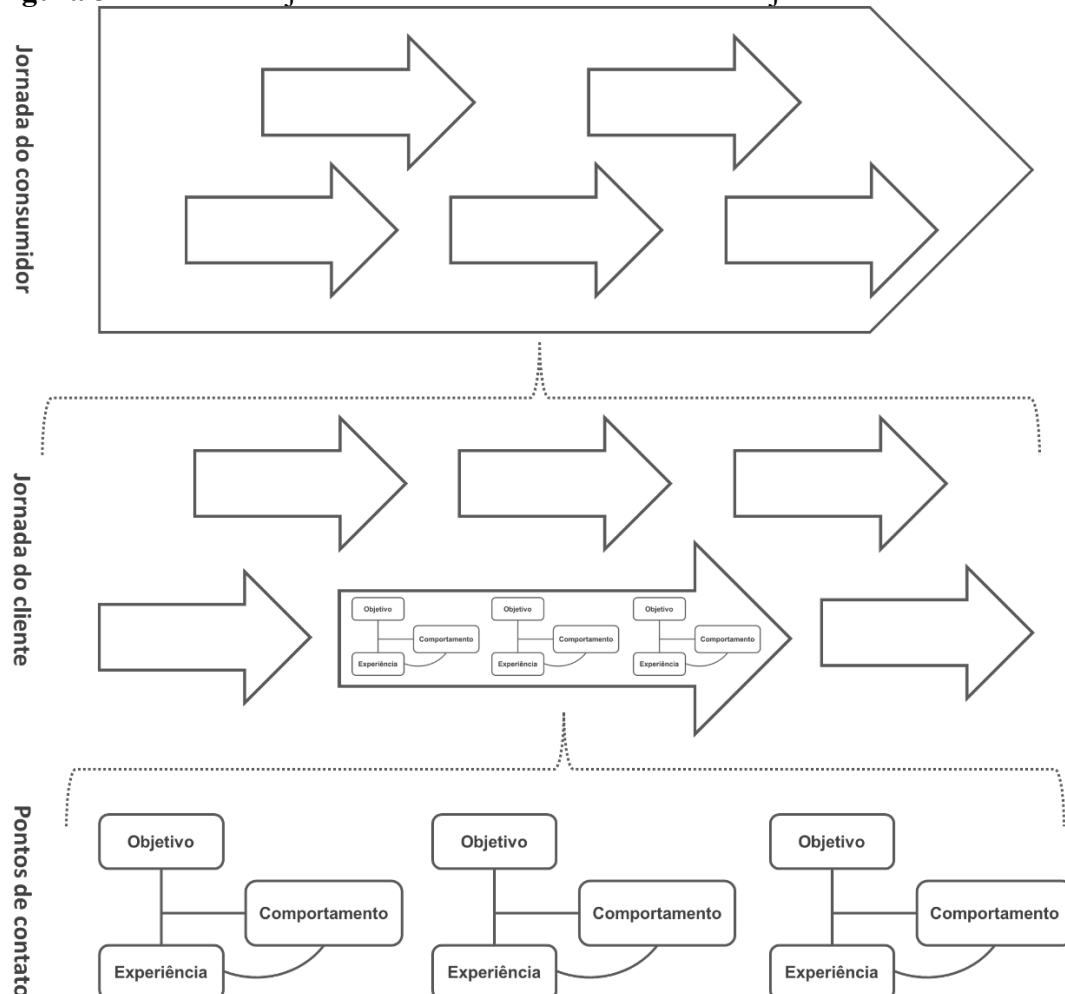 Jornada do consumidor
Jornada do cliente
Objetivo
Objetivo
Objetivo
Comportamento
Comportamento
Comportamento
Experiência
Experiência
Experiência
Pontos de contato
Objetivo
Objetivo
Objetivo
Comportamento
Comportamento
Comportamento
Experiência
Experiência
Experiência